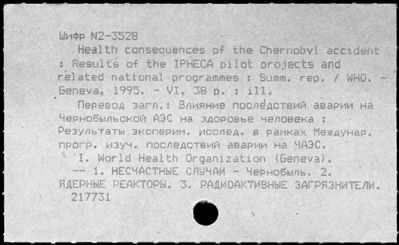 Шифр N2-3528
Health consequences of the Chernobyl accident
: Results of the IPHECA pilot projects and
related national programmes : Summ. rep. / WHO. -
Geneva, 1995. - VI, 38 p. : ill.
Перевод загл.: Влияние последствий аварии на
Чернобыльской АЭС на здоровье человека :
Результаты эксперим. исслед. в рамках Междунар.
прогр. изуч. последствий аварии на ЧАЭС.
I. World Health Organization (Geneva).
-- 1. НЕСЧАСТНЫЕ СЛУЧАИ - Чернобыль. 2.
ЯДЕРНЫЕ РЕАКТОРЫ. 3. РАДИОАКТИВНЫЕ ЗАГРЯЗНИТЕЛИ.
217731